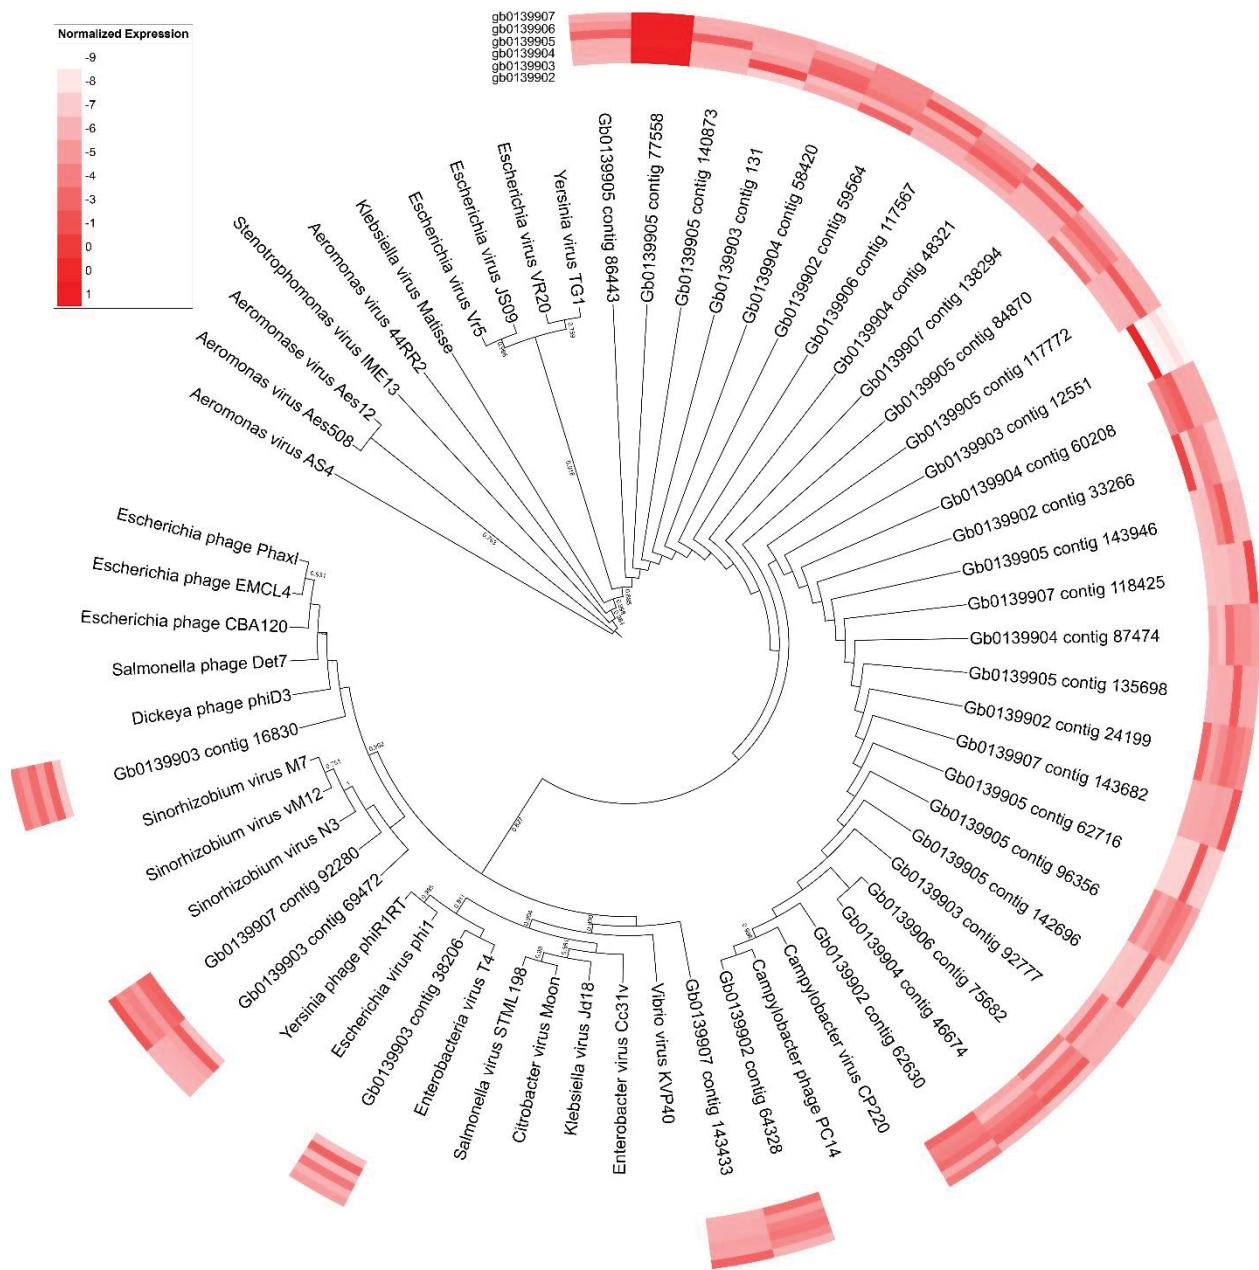 Normalized Expression
-9
-8
-7
-6
-5
-4
-3
-1
0
0
1
gb0139907
gb0139906
gb0139905
gb0139904
gb0139903
gb0139902
Aeromonas virus AS4
Aeromonas virus Aes508
Aeromonase virus Aes12
Stenotrophomonas virus IME13
Aeromonas virus 44RR2
Klebsiella virus Matisse
Escherichia virus Vr5
Escherichia virus JS09
Escherichia virus VR20
Yersinia virus TG1
Gb0139905 contig 86443
Gb0139905 contig 77558
Gb0139905 contig 140873
Gb0139903 contig 131
Gb0139904 contig 58420
Gb0139902 contig 59564
Gb0139906 contig 117567
Gb0139904 contig 48321
Gb0139907 contig 138294
Gb0139905 contig 84870
Gb0139905 contig 117772
Gb0139903 contig 12551
Gb0139904 contig 60208
Gb0139902 contig 33266
Gb0139905 contig 143946
Gb0139907 contig 118425
Gb0139904 contig 87474
Gb0139905 contig 135698
Gb0139902 contig 24199
Gb0139907 contig 143682
Gb0139905 contig 62716
Gb0139905 contig 96356
Gb0139905 contig 142696
Gb0139903 contig 92777
Gb0139906 contig 75682
Gb0139904 contig 46674
Gb0139902 contig 62630
Campylobacter virus CP220
Campylobacter phage PC14
Gb0139902 contig 64328
Gb0139907 contig 143433
Vibrio virus KVP40
Enterobacter virus Cc31v
Klebsiella virus Jd18
Citrobacter virus Moon
Salmonella virus STML198
Enterobacteria virus T4
Gb0139903 contig 38206
Escherichia virus phi1
Yersinia phage phiR1RT
Gb0139903 contig 69472
Gb0139907 contig 92280
Sinorhizobium virus N3
Sinorhizobium virus vM12
Sinorhizobium virus M7
Gb0139903 contig 16830
Dickeya phage phiD3
Salmonella phage Det7
Escherichia phage CBA120
Escherichia phage EMCL4
Escherichia phage PhaxI